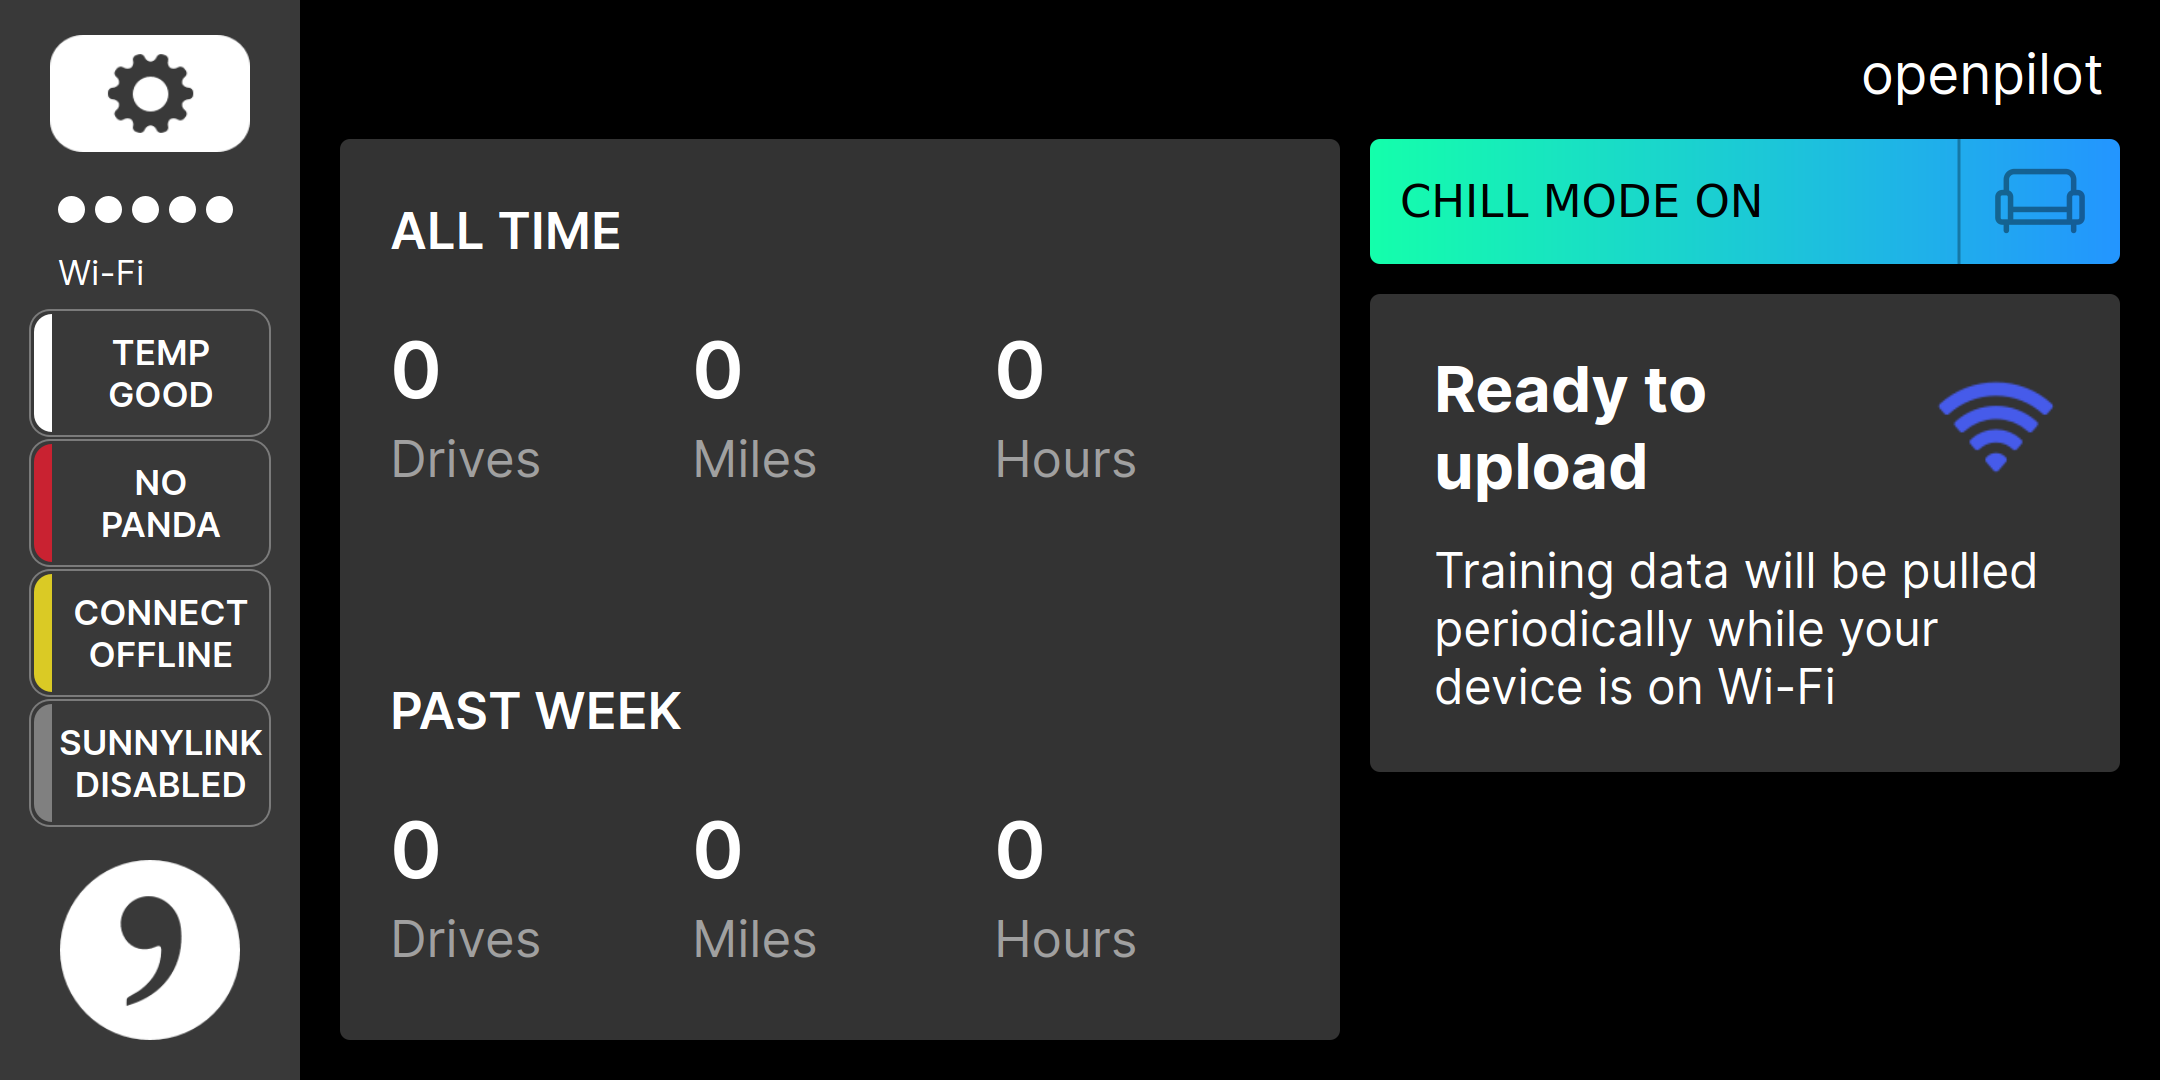 Wi-Fi
TEMP
GOOD
NO
PANDA
CONNECT
OFFLINE
SUNNYLINK
DISABLED
openpilot
ALL TIME
0 0 0
Drives Miles Hours
PAST WEEK
0 0 0
Drives Miles Hours
CHILL MODE ON
Ready to
upload
Training data will be pulled
periodically while your
device is on Wi-Fi